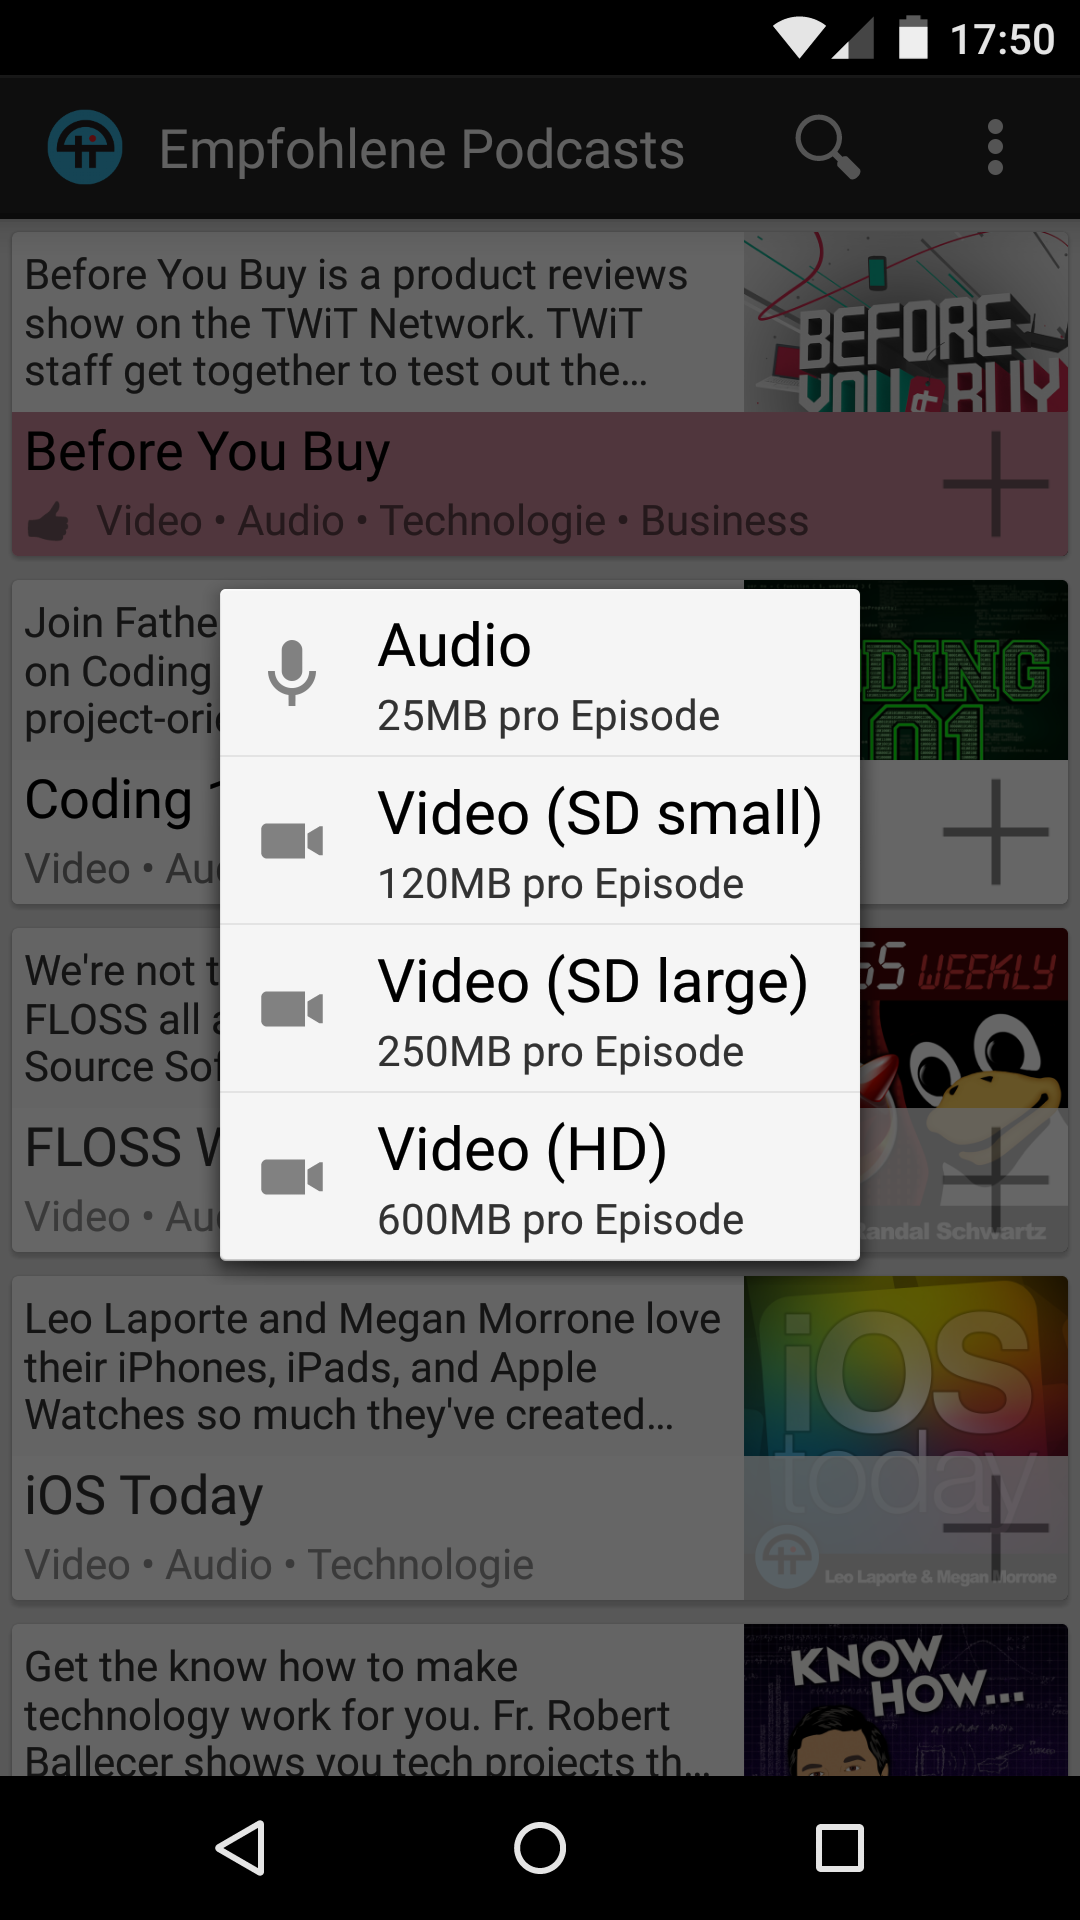 17:50
Empfohlene Podcasts
Before You Buy is a product reviews
show on the TWiT Network. TWiT
staff get together to test out the...
BEFORE
YOU BUY
Before You Buy
Video • Audio • Technologie • Business
Join Fathe
on Coding
project-orie
DING
01
Coding 1
Video • Au
Audio
25MB pro Episode
Video (SD small)
120MB pro Episode
Video (SD large)
250MB pro Episode
Video (HD)
600MB pro Episode
We're not t
FLOSS all a
Source Sof
SS WEEKLY
FLOSS W
Video • Au
Randal Schwartz
Leo Laporte and Megan Morrone love
their iPhones, iPads, and Apple
Watches so much they've created...
iOS
today
iOS Today
Video • Audio • Technologie
Leo Laporte & Megan Morrone
Get the know how to make
technology work for you. Fr. Robert
Ballecer shows you tech projects th...
KNOW
HOW...